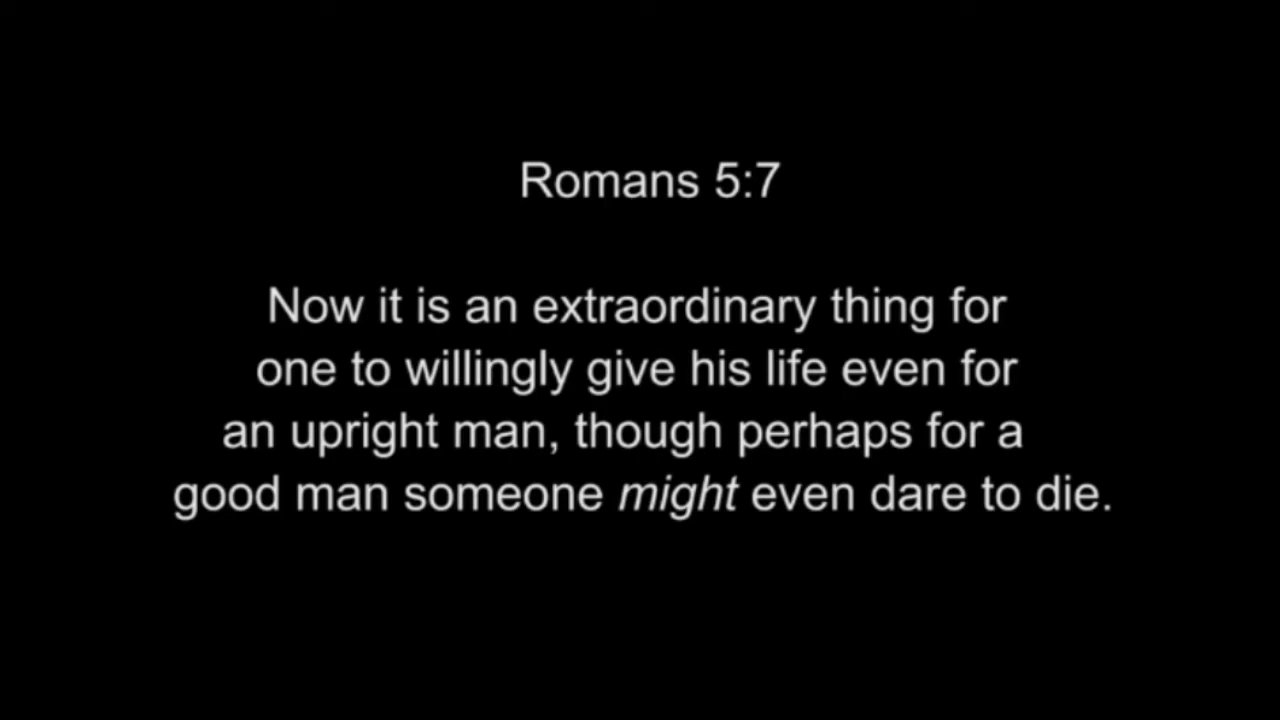 Romans 5:7
Now it is an extraordinary thing for
one to willingly give his life even for
an upright man, though perhaps for a
good man someone might even dare to die.